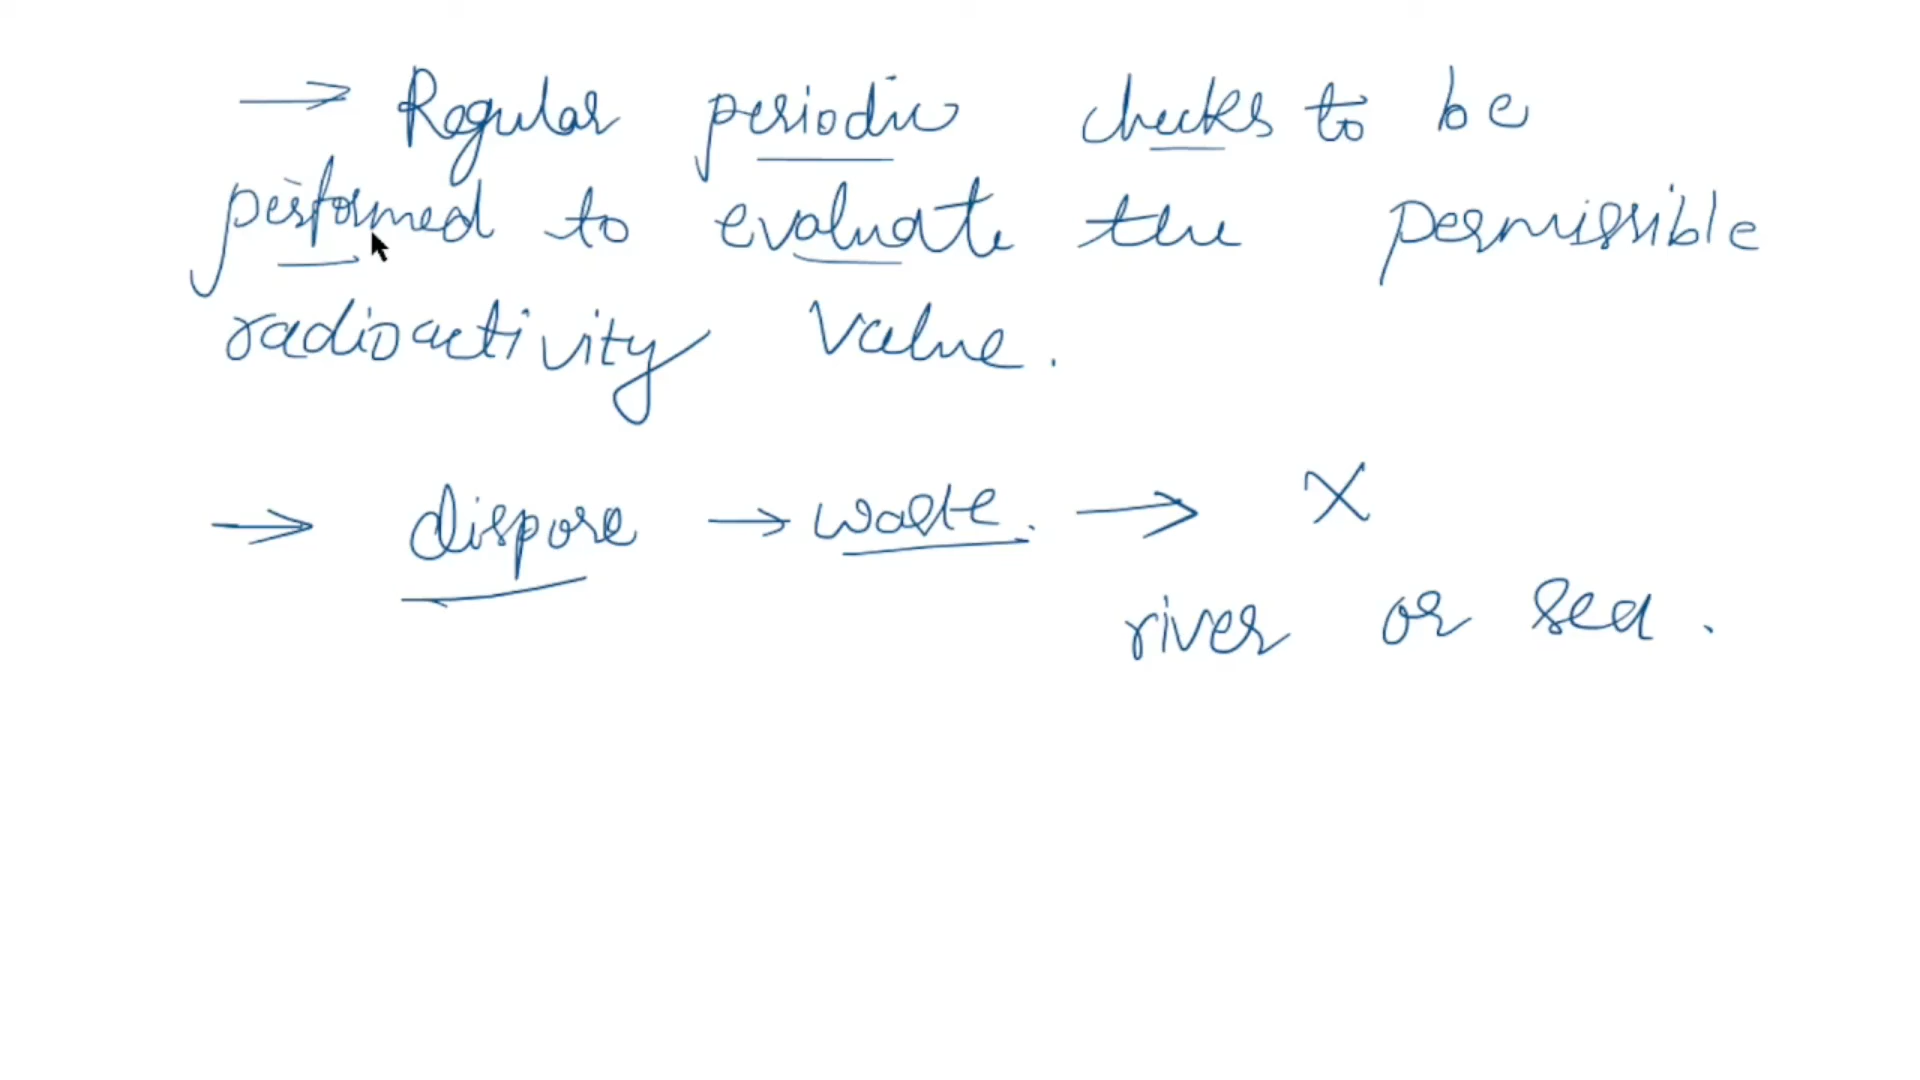 → Regular periodic checks to be
performed to evaluate the permissible
radioactivity value.
→ dispose → waste. → X
river or sea.